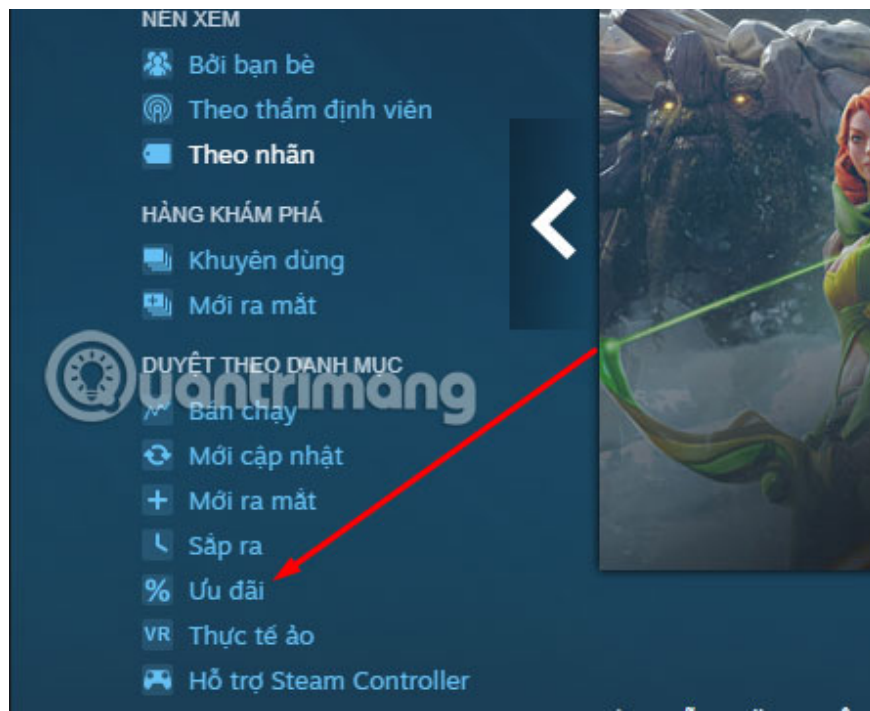 NÊN XEM
Bởi bạn bè
Theo thẩm định viên
Theo nhãn
HÀNG KHÁM PHÁ
Khuyên dùng
Mới ra mắt
DUYỆT THEO DANH MỤC
Quantrimang
Bán chạy
Mới cập nhật
Mới ra mắt
Sắp ra
% Ưu đãi
VR Thực tế ảo
Hỗ trợ Steam Controller